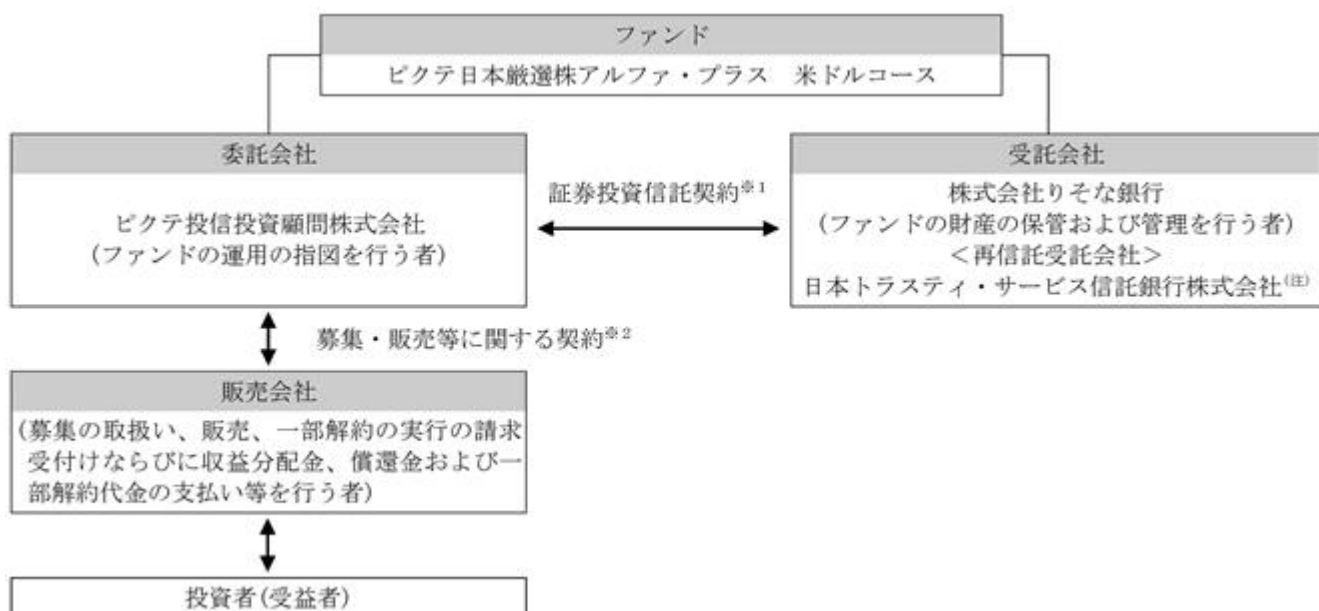 ファンド
ピクテ日本厳選株アルファ・プラス　米ドルコース
委託会社
ピクテ投信投資顧問株式会社
(ファンドの運用の指図を行う者)
証券投資信託契約※1
受託会社
株式会社りそな銀行
(ファンドの財産の保管および管理を行う者)
＜再信託受託会社＞
日本トラスティ・サービス信託銀行株式会社(注)
募集・販売等に関する契約※2
販売会社
(募集の取扱い、販売、一部解約の実行の請求
受付けならびに収益分配金、償還金および一
部解約代金の支払い等を行う者)
投資者(受益者)